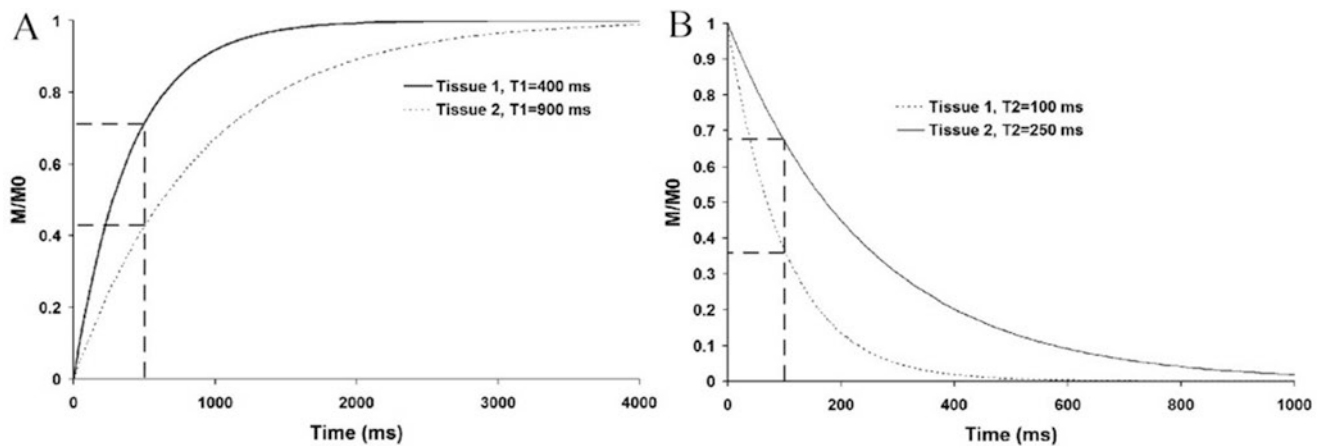 A
1
0.8
0.6
0.4
0.2
0
M/M0
Tissue 1, T1=400 ms
Tissue 2, T1=900 ms
0 1000 2000 3000 4000
Time (ms)
B
1
0.9
0.8
0.7
0.6
0.5
0.4
0.3
0.2
0.1
0
M/M0
Tissue 1, T2=100 ms
Tissue 2, T2=250 ms
0 200 400 600 800 1000
Time (ms)